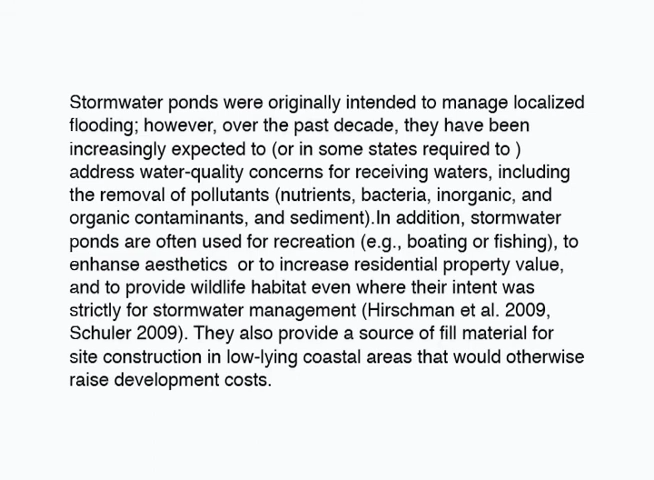 Stormwater ponds were originally intended to manage localized
flooding; however, over the past decade, they have been
increasingly expected to (or in some states required to )
address water-quality concerns for receiving waters, including
the removal of pollutants (nutrients, bacteria, inorganic, and
organic contaminants, and sediment).In addition, stormwater
ponds are often used for recreation (e.g., boating or fishing), to
enhanse aesthetics  or to increase residential property value,
and to provide wildlife habitat even where their intent was
strictly for stormwater management (Hirschman et al. 2009,
Schuler 2009). They also provide a source of fill material for
site construction in low-lying coastal areas that would otherwise
raise development costs.